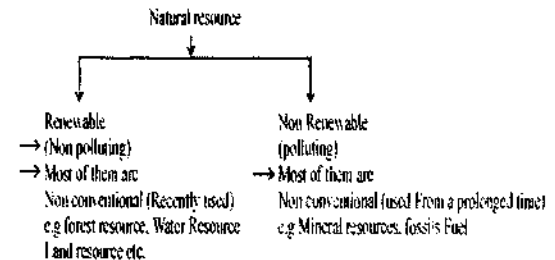 Natural resource
Renewable
→ (Non polluting)
→ Most of them are
Non conventional (Recently used)
e.g forest resource, Water Resource
Land resource etc.
Non Renewable
(polluting)
→ Most of them are
Non conventional (used From a prolonged time)
e.g Mineral resources, fossils Fuel